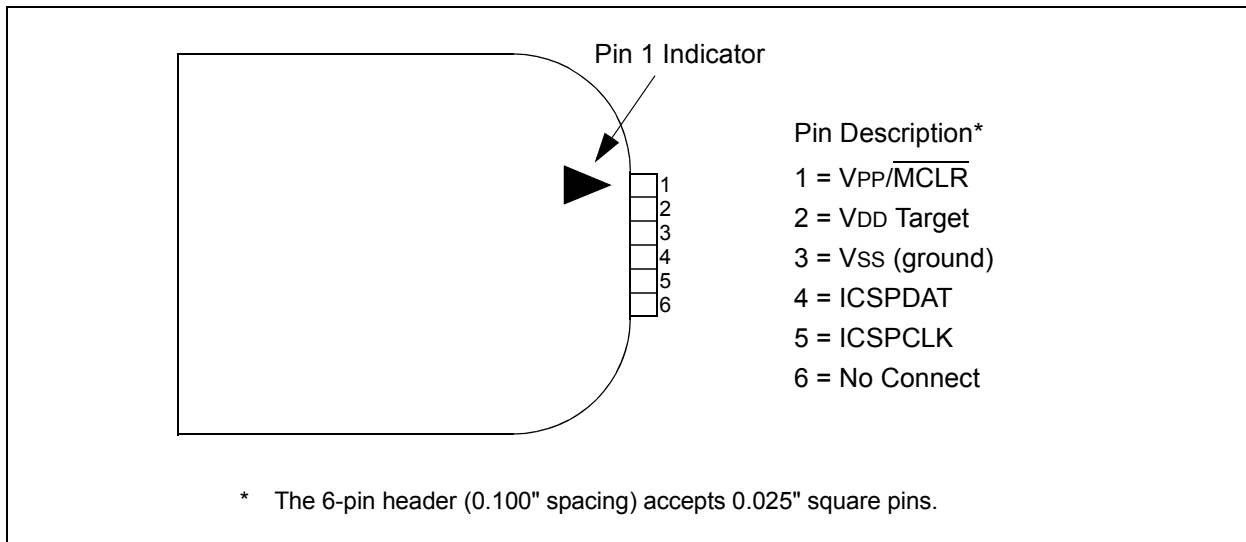 Pin 1 Indicator
1
2
3
4
5
6
Pin Description*
1 = VPP/M̅C̅L̅R̅
2 = VDD Target
3 = VSS (ground)
4 = ICSPDAT
5 = ICSPCLK
6 = No Connect
* The 6-pin header (0.100" spacing) accepts 0.025" square pins.